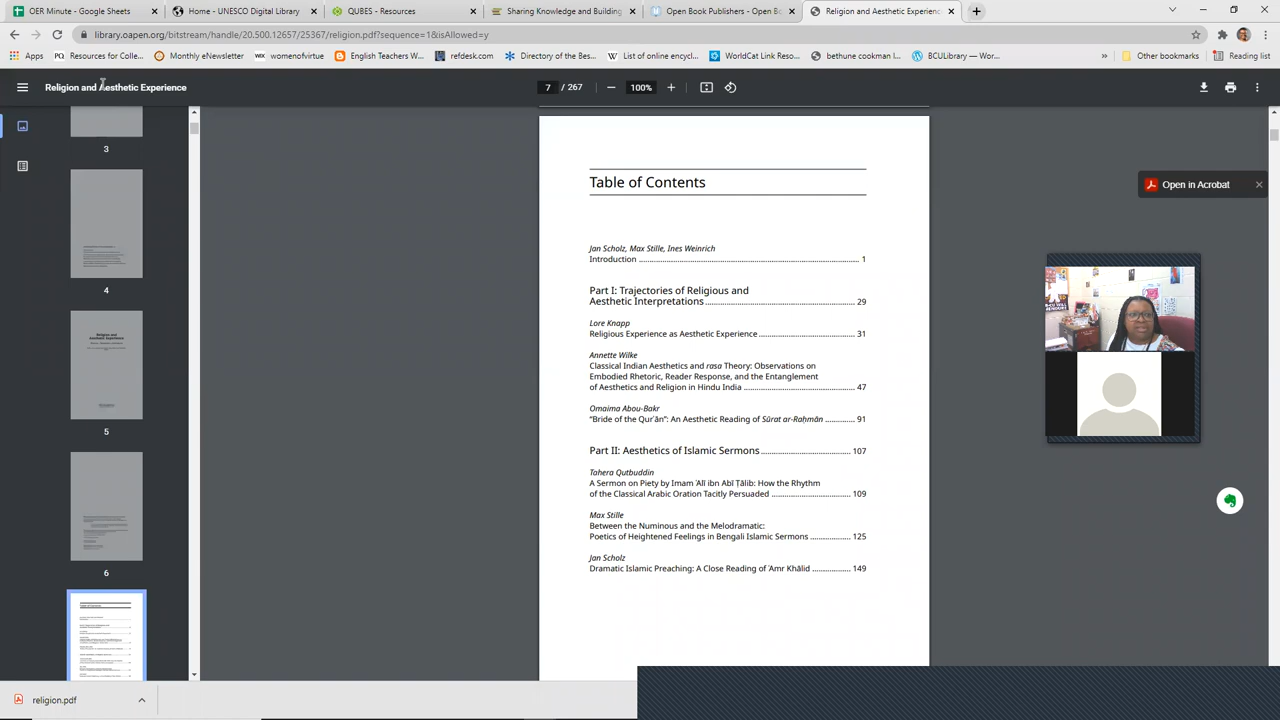 OER Minute - Google Sheets
Home - UNESCO Digital Library
QUBES - Resources
Sharing Knowledge and Building
Open Book Publishers - Open Bo
Religion and Aesthetic Experienc
library.oapen.org/bitstream/handle/20.500.12657/25367/religion.pdf?sequence=1&isAllowed=y
Apps
Resources for Colle...
Monthly eNewsletter
womenofvirtue
English Teachers W...
refdesk.com
Directory of the Bes...
List of online encycl...
WorldCat Link Reso...
bethune cookman l...
BCULibrary — Word...
»
Other bookmarks
Reading list
Religion and Aesthetic Experience
7 / 267
100%
3
4
5
6
Open in Acrobat
Table of Contents
Jan Scholz, Max Stille, Ines Weinrich
Introduction ........ 1
Part I: Trajectories of Religious and
Aesthetic Interpretations ........ 29
Lore Knapp
Religious Experience as Aesthetic Experience ........ 31
Annette Wilke
Classical Indian Aesthetics and rasa Theory: Observations on
Embodied Rhetoric, Reader Response, and the Entanglement
of Aesthetics and Religion in Hindu India ........ 47
Omaima Abou-Bakr
“Bride of the Qurʾān”: An Aesthetic Reading of Sūrat ar-Raḥmān ........ 91
Part II: Aesthetics of Islamic Sermons ........ 107
Tahera Qutbuddin
A Sermon on Piety by Imam ʿAlī ibn Abī Ṭālib: How the Rhythm
of the Classical Arabic Oration Tacitly Persuaded ........ 109
Max Stille
Between the Numinous and the Melodramatic:
Poetics of Heightened Feelings in Bengali Islamic Sermons ........ 125
Jan Scholz
Dramatic Islamic Preaching: A Close Reading of ʿAmr Khālid ........ 149
religion.pdf